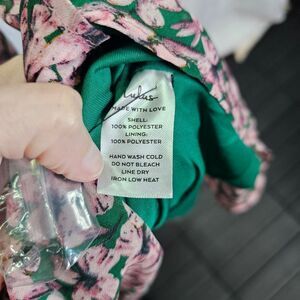 Lulus
MADE WITH LOVE
SHELL:
100% POLYESTER
LINING:
100% POLYESTER
HAND WASH COLD
DO NOT BLEACH
LINE DRY
IRON LOW HEAT